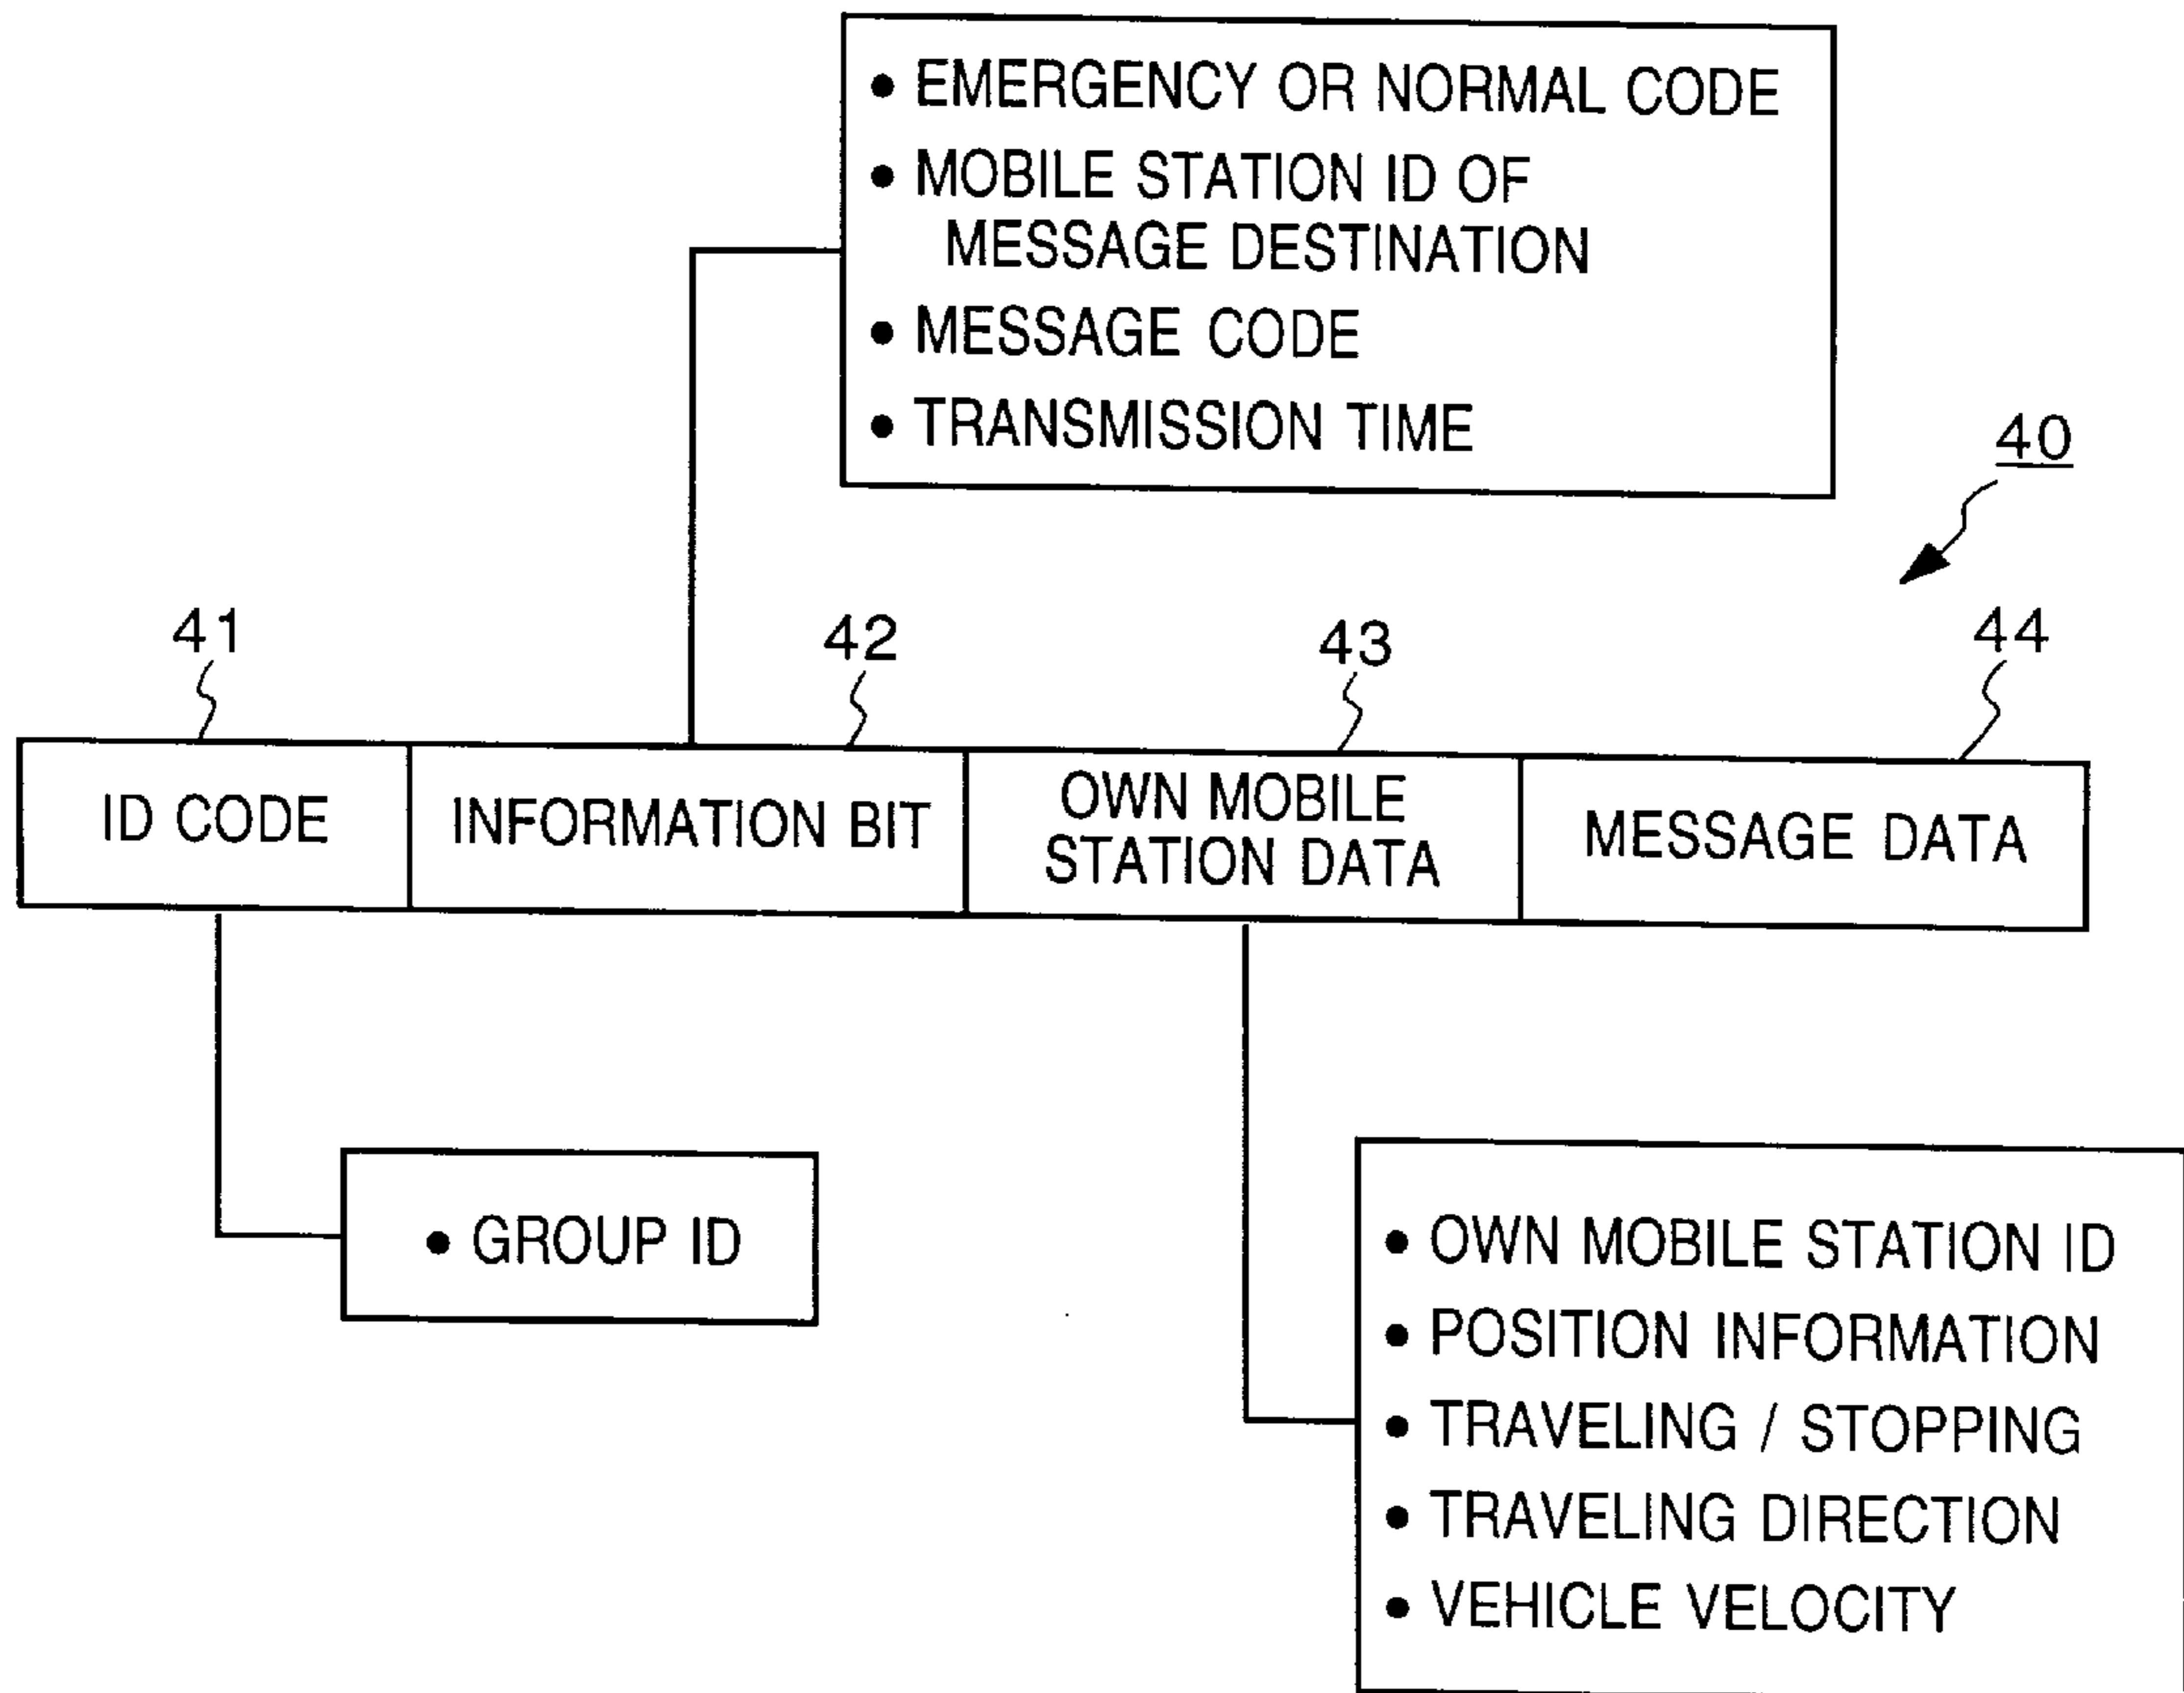 • EMERGENCY OR NORMAL CODE
• MOBILE STATION ID OF
MESSAGE DESTINATION
• MESSAGE CODE
• TRANSMISSION TIME
40
41
42
43
44
ID CODE
INFORMATION BIT
OWN MOBILE
STATION DATA
MESSAGE DATA
• GROUP ID
• OWN MOBILE STATION ID
• POSITION INFORMATION
• TRAVELING / STOPPING
• TRAVELING DIRECTION
• VEHICLE VELOCITY